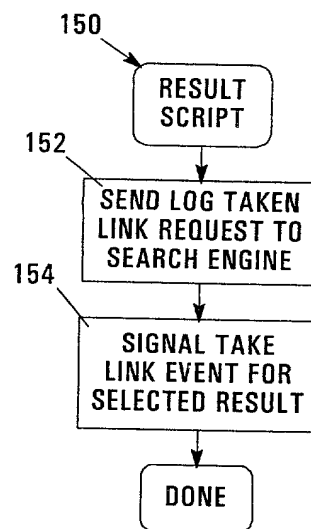 150
RESULT
SCRIPT
152
SEND LOG TAKEN
LINK REQUEST TO
SEARCH ENGINE
154
SIGNAL TAKE
LINK EVENT FOR
SELECTED RESULT
DONE